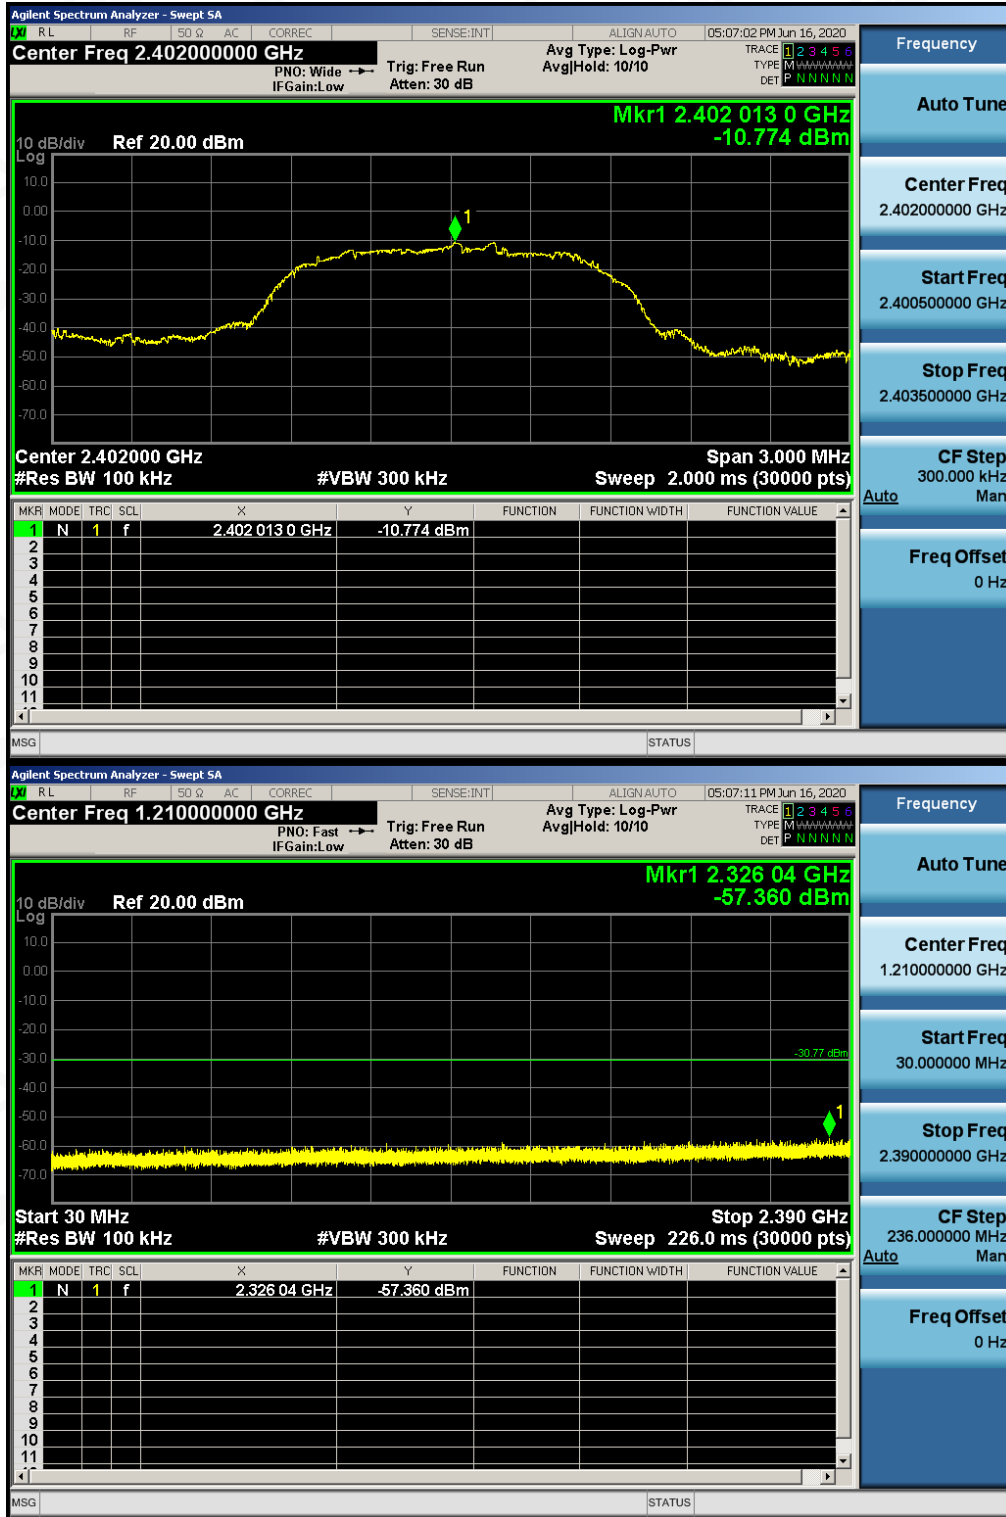 Agilent Spectrum Analyzer - Swept SA
LXI RL RF 50 Ω AC CORREC SENSE:INT ALIGN AUTO 05:07:02 PM Jun 16, 2020
Center Freq 2.402000000 GHz Avg Type: Log-Pwr TRACE 1 2 3 4 5 6
PNO: Wide Trig: Free Run Avg|Hold: 10/10 TYPE M WWWWW
IFGain:Low Atten: 30 dB DET P N N N N N
Mkr1 2.402 013 0 GHz
10 dB/div Ref 20.00 dBm -10.774 dBm
Log
10.0
0.00
1
-10.0
-20.0
-30.0
-40.0
-50.0
-60.0
-70.0
Center 2.402000 GHz Span 3.000 MHz
#Res BW 100 kHz #VBW 300 kHz Sweep 2.000 ms (30000 pts)
MKR MODE TRC SCL X Y FUNCTION FUNCTION WIDTH FUNCTION VALUE
1 N 1 f 2.402 013 0 GHz -10.774 dBm
2
3
4
5
6
7
8
9
10
11
MSG STATUS
Frequency
Auto Tune
Center Freq
2.402000000 GHz
Start Freq
2.400500000 GHz
Stop Freq
2.403500000 GHz
CF Step
300.000 kHz
Auto Man
Freq Offset
0 Hz
Agilent Spectrum Analyzer - Swept SA
LXI RL RF 50 Ω AC CORREC SENSE:INT ALIGN AUTO 05:07:11 PM Jun 16, 2020
Center Freq 1.210000000 GHz Avg Type: Log-Pwr TRACE 1 2 3 4 5 6
PNO: Fast Trig: Free Run Avg|Hold: 10/10 TYPE M WWWWW
IFGain:Low Atten: 30 dB DET P N N N N N
Mkr1 2.326 04 GHz
10 dB/div Ref 20.00 dBm -57.360 dBm
Log
10.0
0.00
-10.0
-20.0
-30.0 -30.77 dBm
-40.0
-50.0 1
-60.0
-70.0
Start 30 MHz Stop 2.390 GHz
#Res BW 100 kHz #VBW 300 kHz Sweep 226.0 ms (30000 pts)
MKR MODE TRC SCL X Y FUNCTION FUNCTION WIDTH FUNCTION VALUE
1 N 1 f 2.326 04 GHz -57.360 dBm
2
3
4
5
6
7
8
9
10
11
MSG STATUS
Frequency
Auto Tune
Center Freq
1.210000000 GHz
Start Freq
30.000000 MHz
Stop Freq
2.390000000 GHz
CF Step
236.000000 MHz
Auto Man
Freq Offset
0 Hz